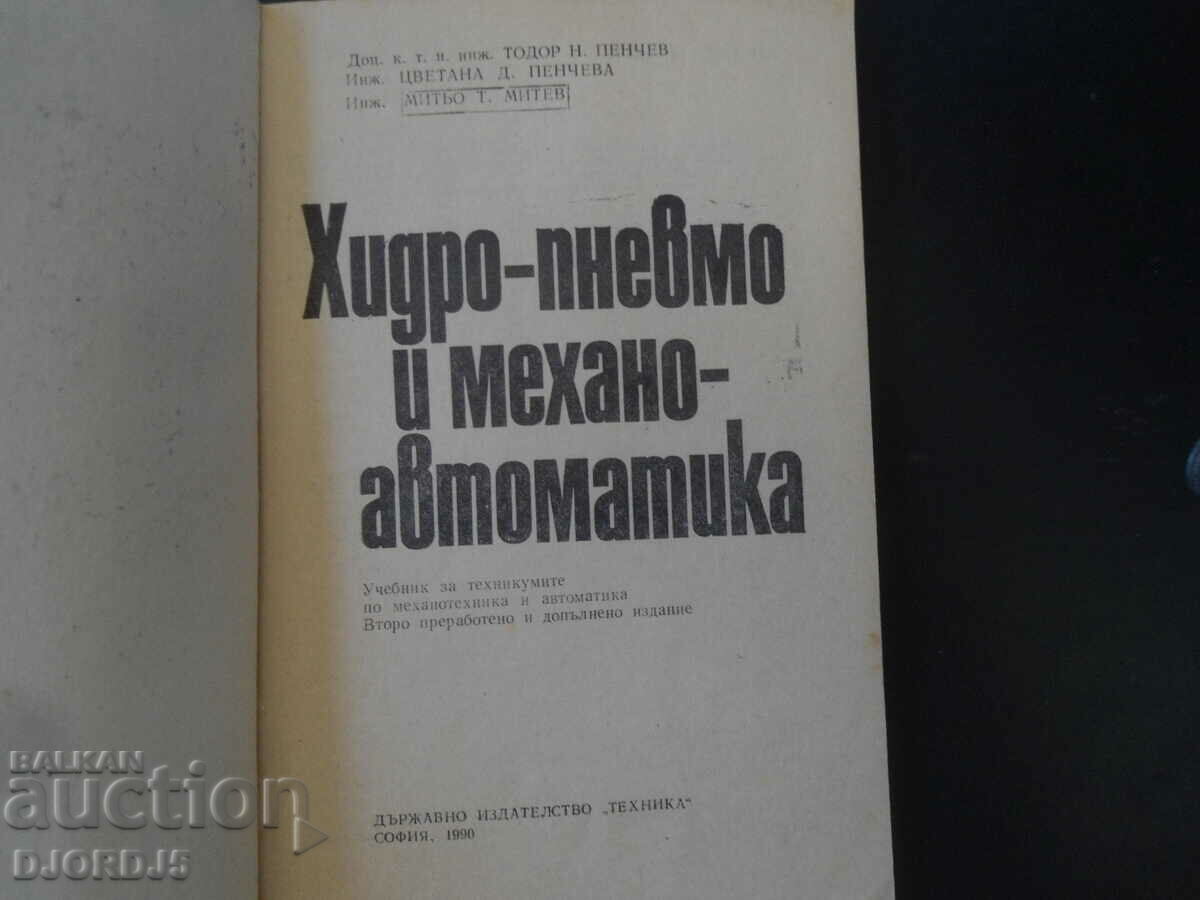 Доц. к. т. н. инж. ТОДОР Н. ПЕНЧЕВ
Инж. ЦВЕТАНА Д. ПЕНЧЕВА
Инж. МИТЬО Т. МИТЕВ
Хидро-пневмо
и механо-
автоматика
Учебник за техникумите
по механотехника и автоматика
Второ преработено и допълнено издание
ДЪРЖАВНО ИЗДАТЕЛСТВО „ТЕХНИКА“
СОФИЯ, 1990
BALKAN
auction
DJORDJ5